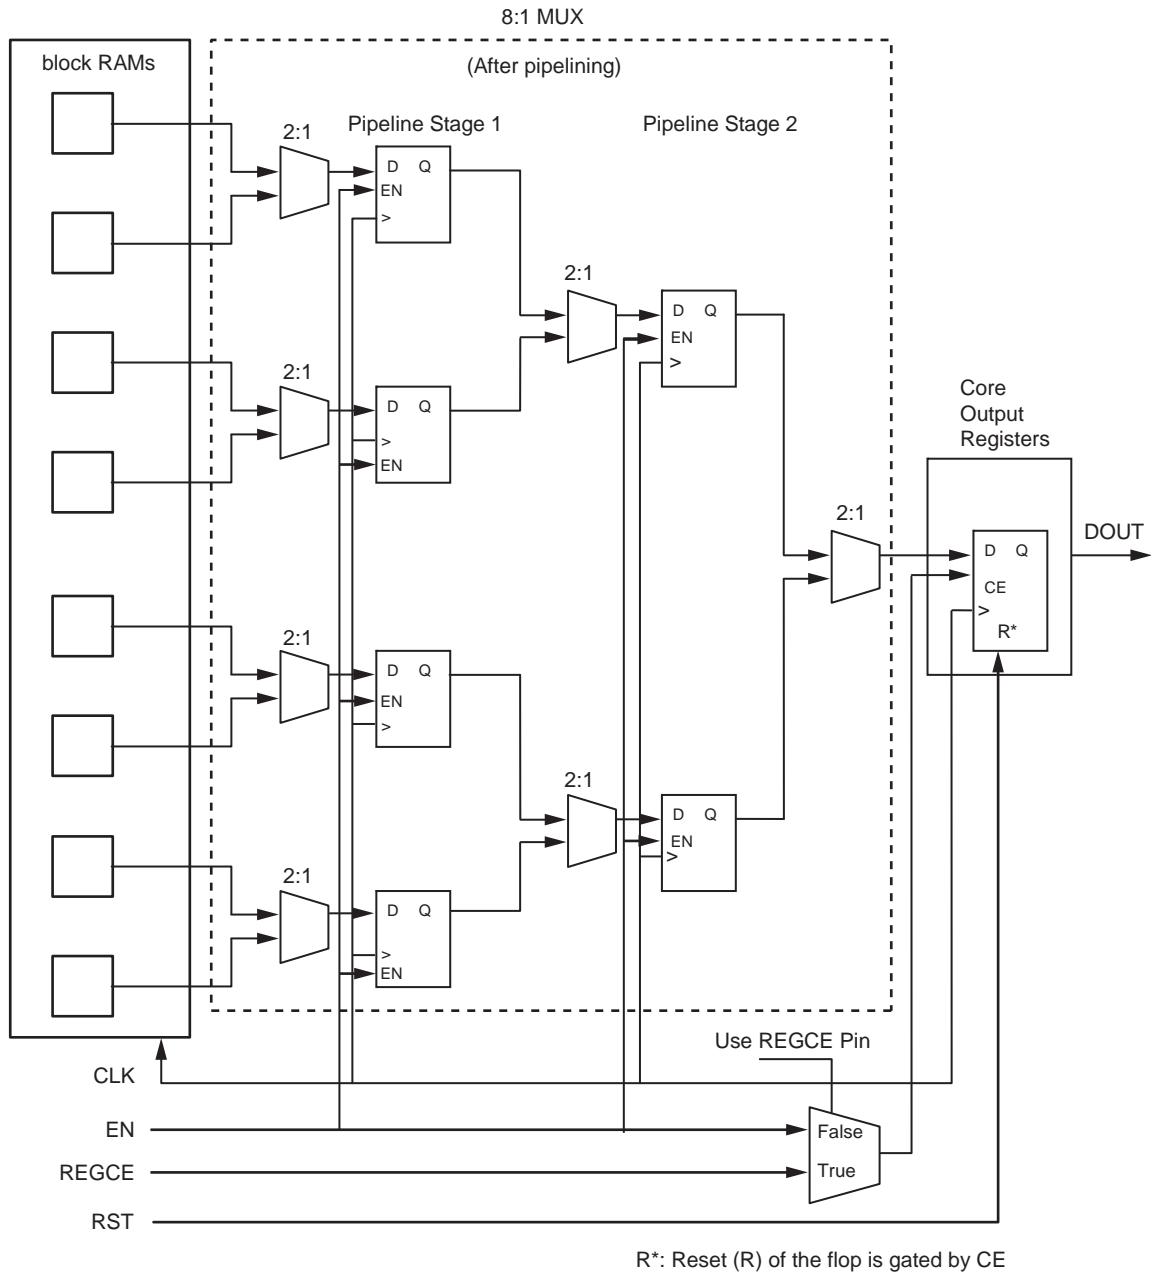 8:1 MUX
block RAMs
(After pipelining)
Pipeline Stage 1
Pipeline Stage 2
2:1
D Q
EN
>
2:1
D Q
EN
>
2:1
D Q
>
EN
Core
Output
Registers
2:1
DOUT
D Q
CE
>
R*
2:1
D Q
EN
>
2:1
D Q
EN
>
2:1
D Q
>
EN
Use REGCE Pin
CLK
EN
False
REGCE
True
RST
R*: Reset (R) of the flop is gated by CE